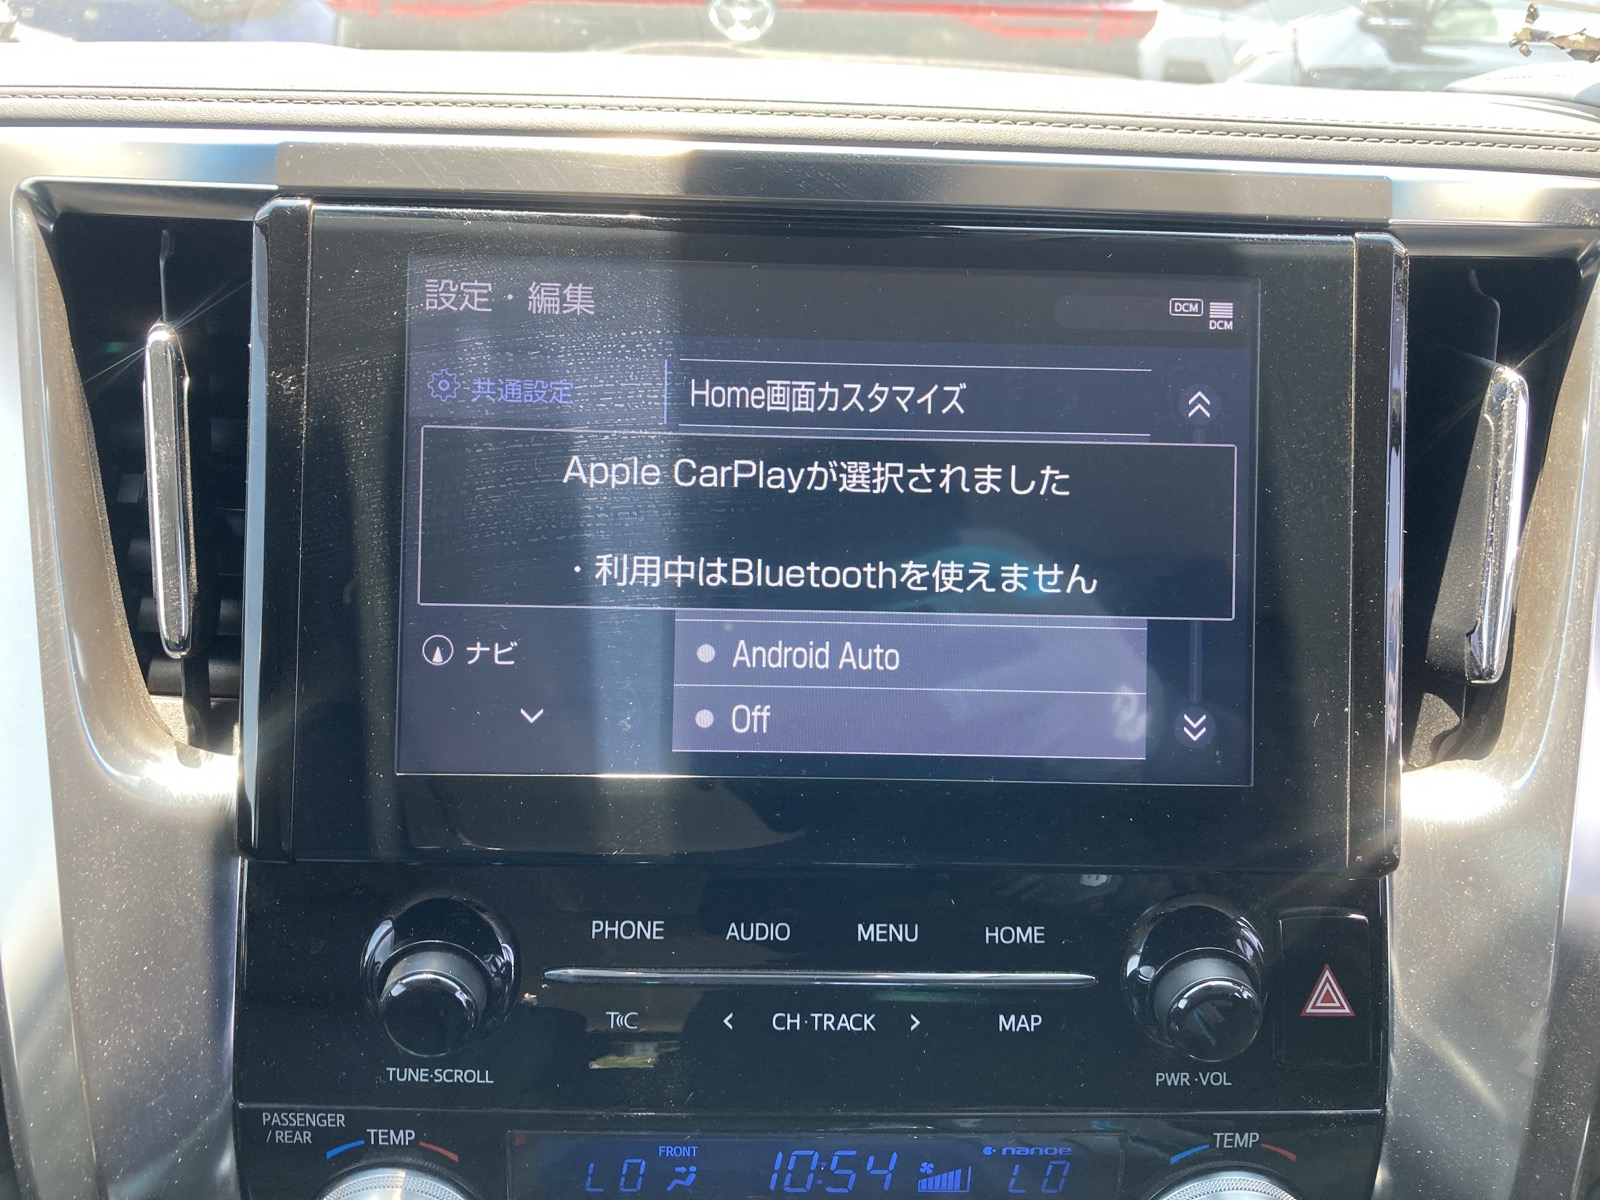 設定・編集
DCM
DCM
共通設定
Home画面カスタマイズ
Apple CarPlayが選択されました
・利用中はBluetoothを使えません
ナビ
Android Auto
Off
PHONE AUDIO MENU HOME
T«C < CH·TRACK > MAP
TUNE·SCROLL
PWR·VOL
PASSENGER
/REAR
TEMP
TEMP
FRONT
nanoe
LO 10:54 LO